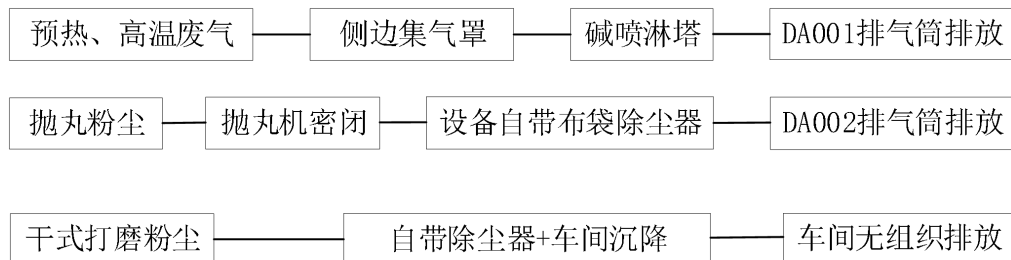 预热、高温废气 侧边集气罩 碱喷淋塔 DA001排气筒排放
抛丸粉尘 抛丸机密闭 设备自带布袋除尘器 DA002排气筒排放
干式打磨粉尘 自带除尘器+车间沉降 车间无组织排放